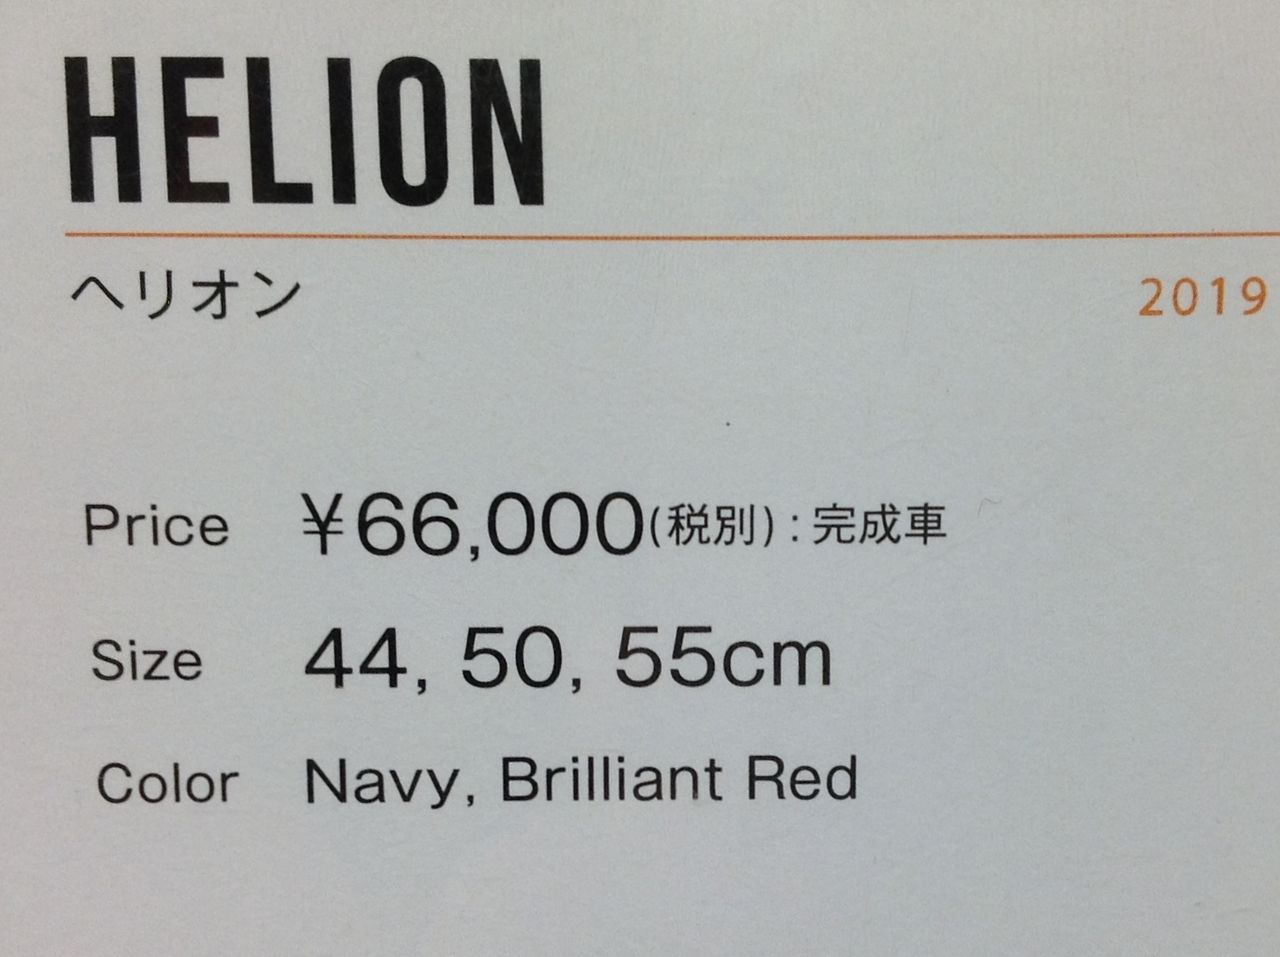 HELION
ヘリオン
2019
Price ¥66,000(税別) : 完成車
Size 44, 50, 55cm
Color Navy, Brilliant Red